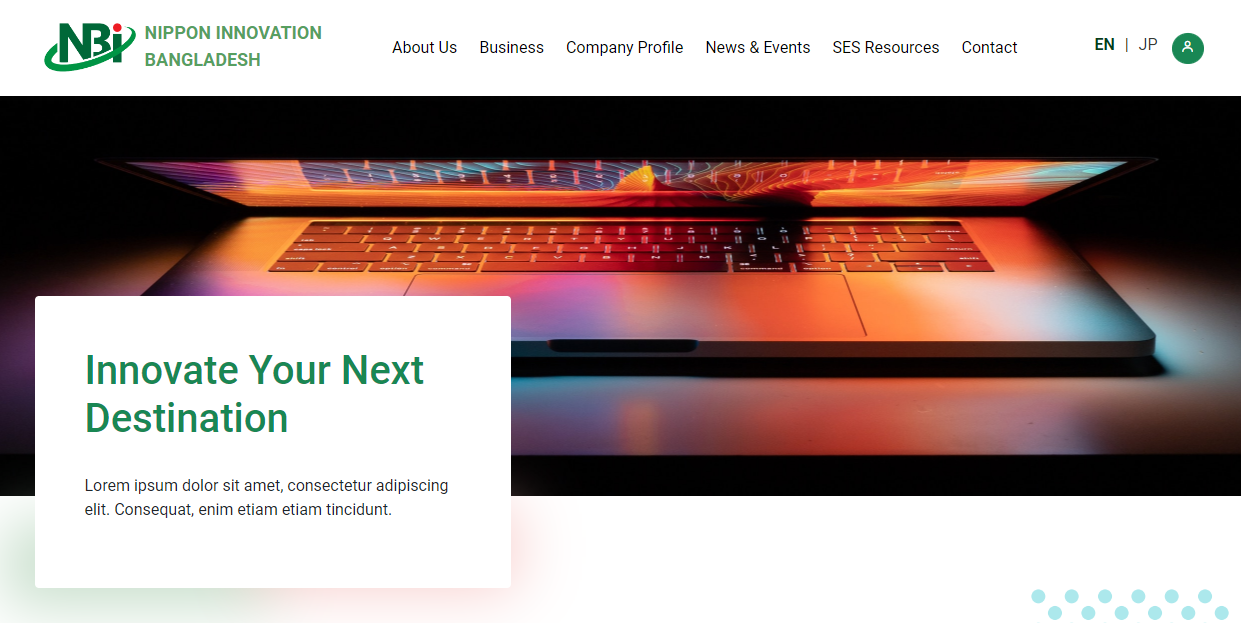 NBi
NIPPON INNOVATION
BANGLADESH
About Us
Business
Company Profile
News & Events
SES Resources
Contact
EN | JP
Innovate Your Next
Destination
Lorem ipsum dolor sit amet, consectetur adipiscing
elit. Consequat, enim etiam etiam tincidunt.